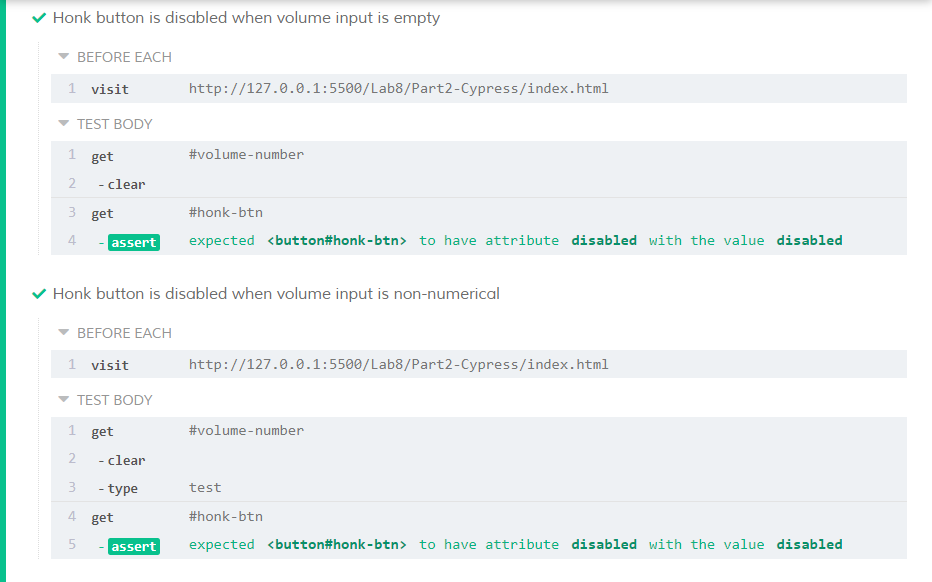 Honk button is disabled when volume input is empty
BEFORE EACH
1 visit http://127.0.0.1:5500/Lab8/Part2-Cypress/index.html
TEST BODY
1 get #volume-number
2 -clear
3 get #honk-btn
4 -assert expected <button#honk-btn> to have attribute disabled with the value disabled
Honk button is disabled when volume input is non-numerical
BEFORE EACH
1 visit http://127.0.0.1:5500/Lab8/Part2-Cypress/index.html
TEST BODY
1 get #volume-number
2 -clear
3 -type test
4 get #honk-btn
5 -assert expected <button#honk-btn> to have attribute disabled with the value disabled